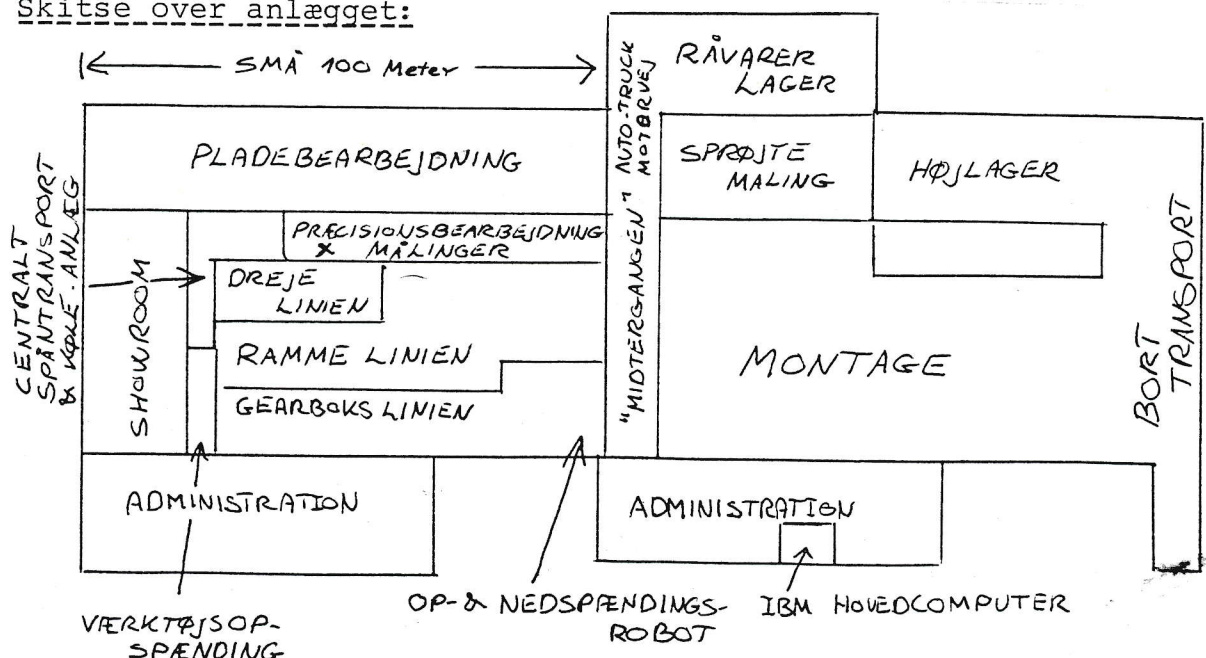 Skitse over anlægget:
SMÅ 100 Meter
RÅVARER
LAGER
"MIDTERGANGEN" AUTO-TRUCK
MOTORVEJ
PLADEBEARBEJDNING
SPRØJTE
MALING
HØJLAGER
CENTRALT
SPÅNTRANSPORT
& KØLE-ANLÆG
SHOWROOM
PRÆCISIONSBEARBEJDNING
& MÅLINGER
DREJE
LINIEN
RAMME LINIEN
GEARBOKS LINIEN
MONTAGE
BORT
TRANSPORT
ADMINISTRATION
ADMINISTRATION
VÆRKTØJSOP-
SPÆNDING
OP- & NEDSPÆNDINGS-
ROBOT
IBM HOVEDCOMPUTER